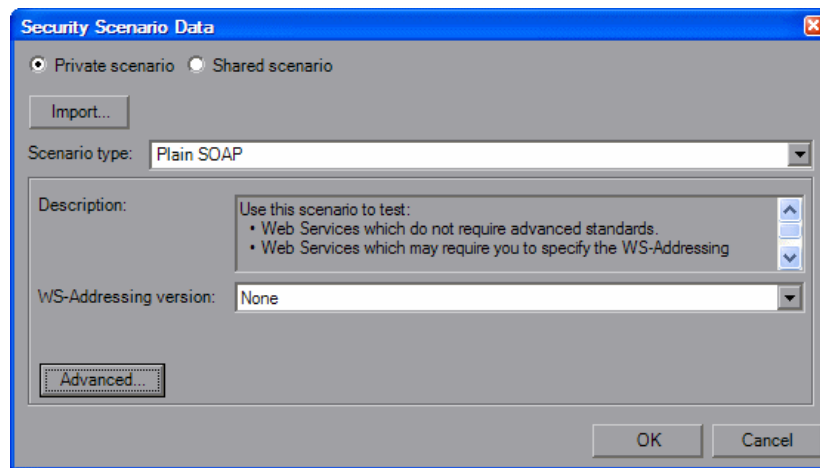 Security Scenario Data
Private scenario Shared scenario
Import...
Scenario type: Plain SOAP
Description: Use this scenario to test:
• Web Services which do not require advanced standards.
• Web Services which may require you to specify the WS-Addressing
WS-Addressing version: None
Advanced...
OK Cancel